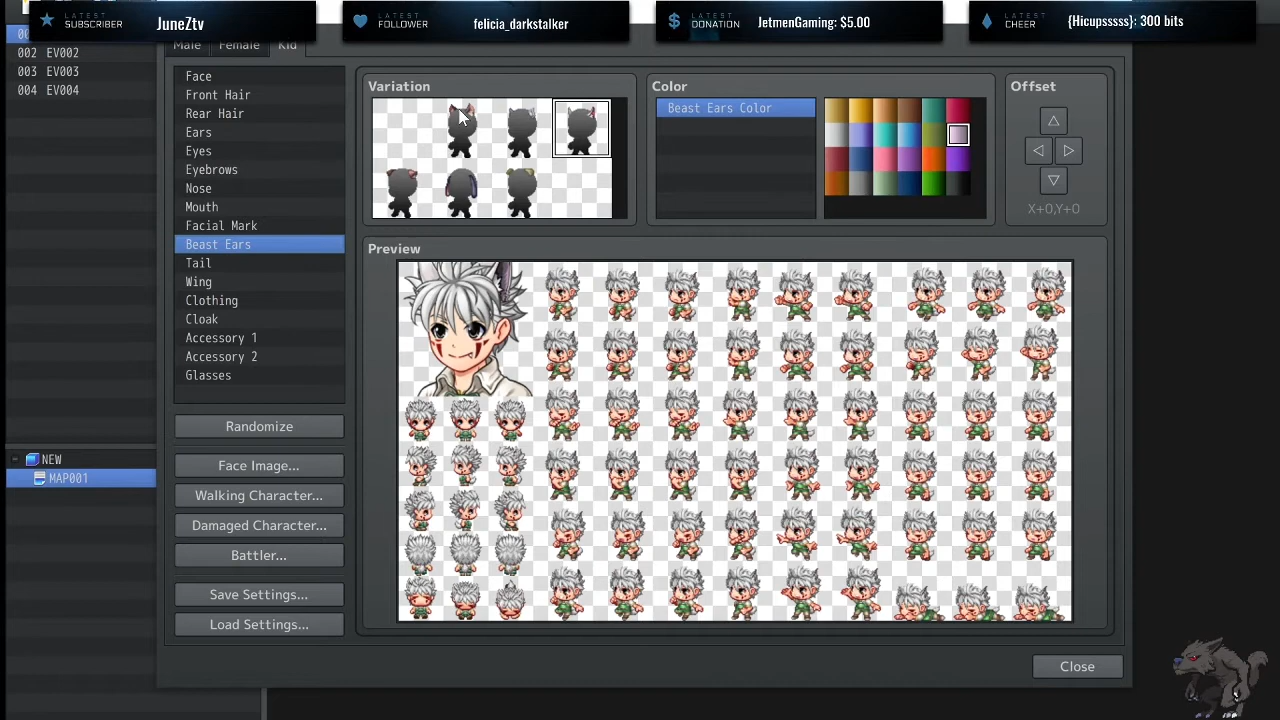 LATEST
SUBSCRIBER
JuneZtv
LATEST
FOLLOWER
felicia_darkstalker
LATEST
DONATION
JetmenGaming: $5.00
LATEST
CHEER
{Hicupsssss}: 300 bits
002 EV002
003 EV003
004 EV004
Male
Female
Kid
Face
Front Hair
Rear Hair
Ears
Eyes
Eyebrows
Nose
Mouth
Facial Mark
Beast Ears
Tail
Wing
Clothing
Cloak
Accessory 1
Accessory 2
Glasses
Randomize
Face Image...
Walking Character...
Damaged Character...
Battler...
Save Settings...
Load Settings...
Variation
Color
Beast Ears Color
Offset
X+0,Y+0
Preview
NEW
MAP001
Close